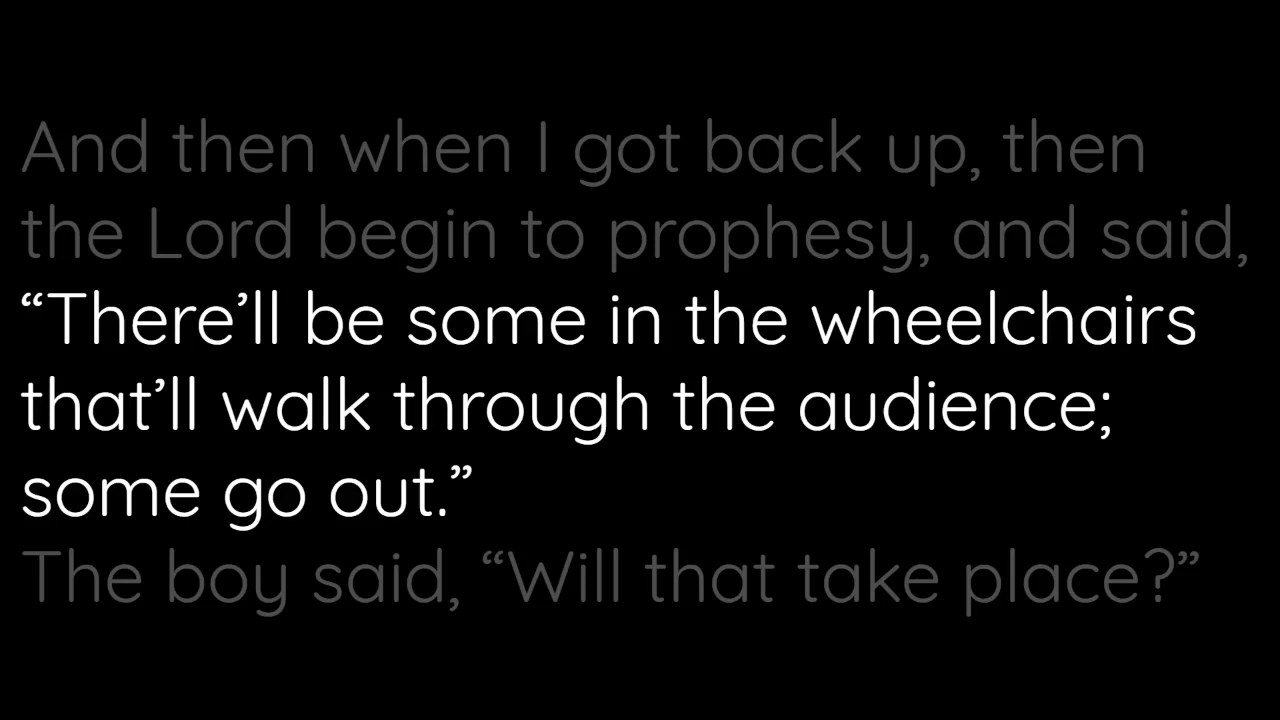 And then when I got back up, then
the Lord begin to prophesy, and said,
“There’ll be some in the wheelchairs
that’ll walk through the audience;
some go out.”
The boy said, “Will that take place?”